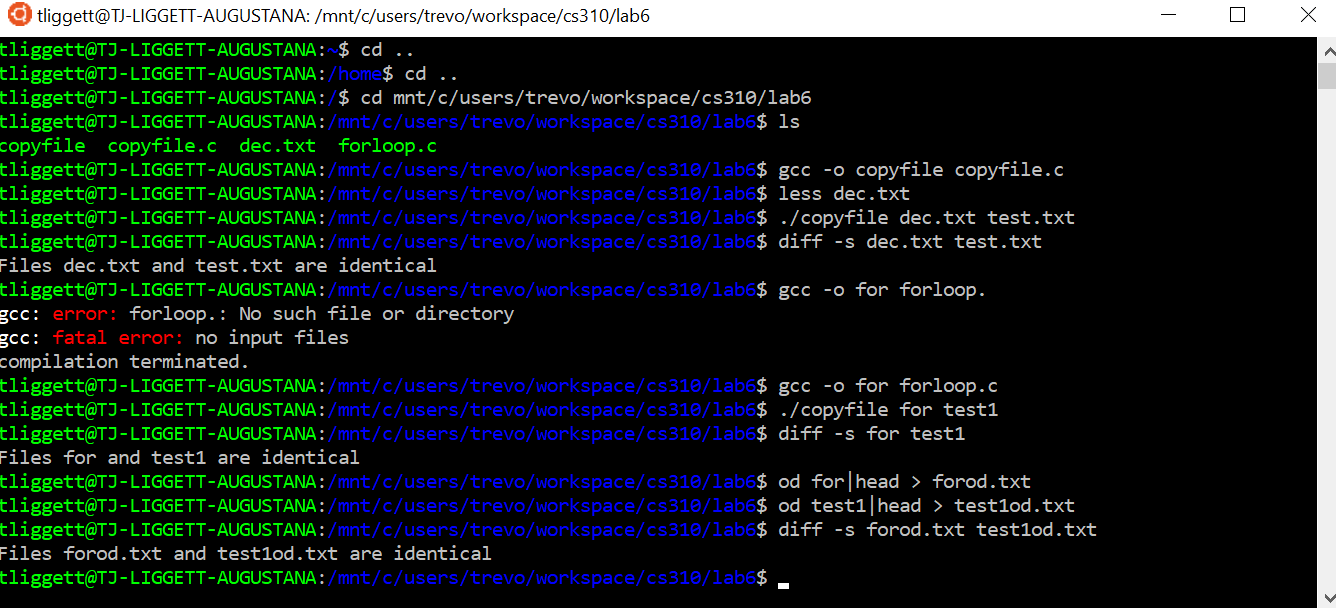 tliggett@TJ-LIGGETT-AUGUSTANA: /mnt/c/users/trevo/workspace/cs310/lab6
tliggett@TJ-LIGGETT-AUGUSTANA:~$ cd ..
tliggett@TJ-LIGGETT-AUGUSTANA:/home$ cd ..
tliggett@TJ-LIGGETT-AUGUSTANA:/$ cd mnt/c/users/trevo/workspace/cs310/lab6
tliggett@TJ-LIGGETT-AUGUSTANA:/mnt/c/users/trevo/workspace/cs310/lab6$ ls
copyfile  copyfile.c  dec.txt  forloop.c
tliggett@TJ-LIGGETT-AUGUSTANA:/mnt/c/users/trevo/workspace/cs310/lab6$ gcc -o copyfile copyfile.c
tliggett@TJ-LIGGETT-AUGUSTANA:/mnt/c/users/trevo/workspace/cs310/lab6$ less dec.txt
tliggett@TJ-LIGGETT-AUGUSTANA:/mnt/c/users/trevo/workspace/cs310/lab6$ ./copyfile dec.txt test.txt
tliggett@TJ-LIGGETT-AUGUSTANA:/mnt/c/users/trevo/workspace/cs310/lab6$ diff -s dec.txt test.txt
Files dec.txt and test.txt are identical
tliggett@TJ-LIGGETT-AUGUSTANA:/mnt/c/users/trevo/workspace/cs310/lab6$ gcc -o for forloop.
gcc: error: forloop.: No such file or directory
gcc: fatal error: no input files
compilation terminated.
tliggett@TJ-LIGGETT-AUGUSTANA:/mnt/c/users/trevo/workspace/cs310/lab6$ gcc -o for forloop.c
tliggett@TJ-LIGGETT-AUGUSTANA:/mnt/c/users/trevo/workspace/cs310/lab6$ ./copyfile for test1
tliggett@TJ-LIGGETT-AUGUSTANA:/mnt/c/users/trevo/workspace/cs310/lab6$ diff -s for test1
Files for and test1 are identical
tliggett@TJ-LIGGETT-AUGUSTANA:/mnt/c/users/trevo/workspace/cs310/lab6$ od for|head > forod.txt
tliggett@TJ-LIGGETT-AUGUSTANA:/mnt/c/users/trevo/workspace/cs310/lab6$ od test1|head > test1od.txt
tliggett@TJ-LIGGETT-AUGUSTANA:/mnt/c/users/trevo/workspace/cs310/lab6$ diff -s forod.txt test1od.txt
Files forod.txt and test1od.txt are identical
tliggett@TJ-LIGGETT-AUGUSTANA:/mnt/c/users/trevo/workspace/cs310/lab6$